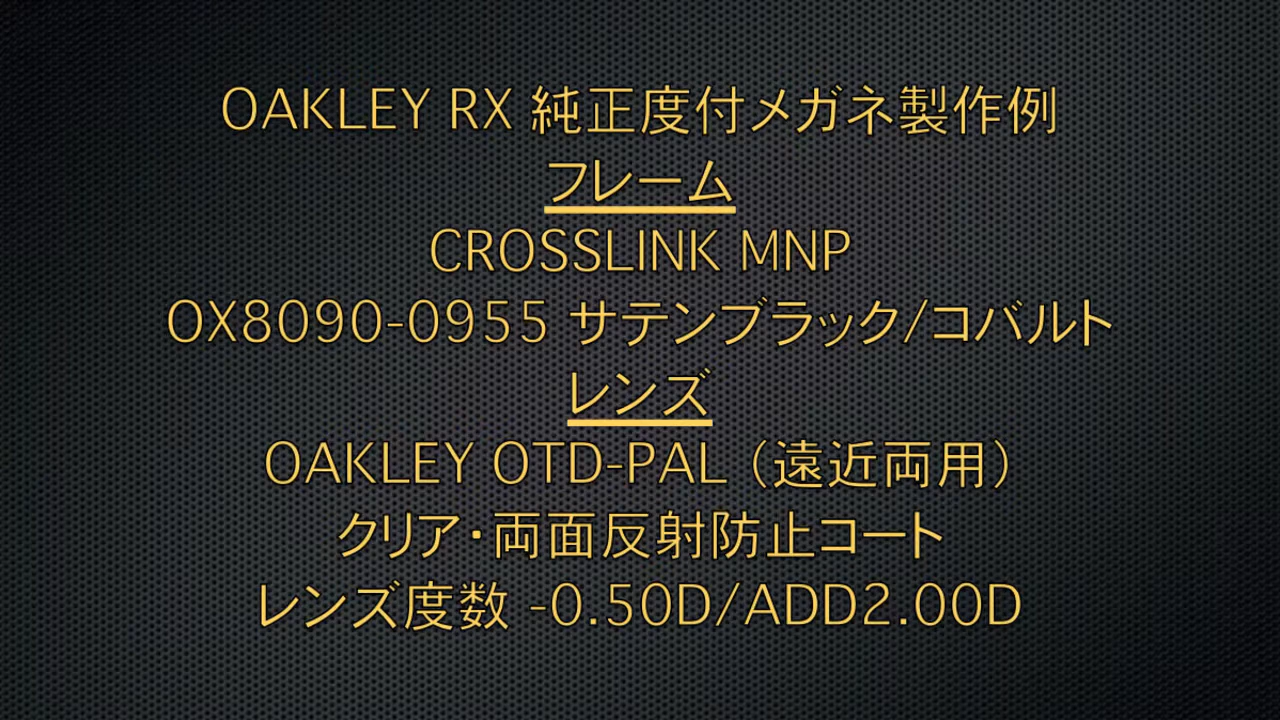 OAKLEY RX 純正度付メガネ製作例
フレーム
CROSSLINK MNP
OX8090-0955 サテンブラック/コバルト
レンズ
OAKLEY OTD-PAL（遠近両用）
クリア・両面反射防止コート
レンズ度数 -0.50D/ADD2.00D